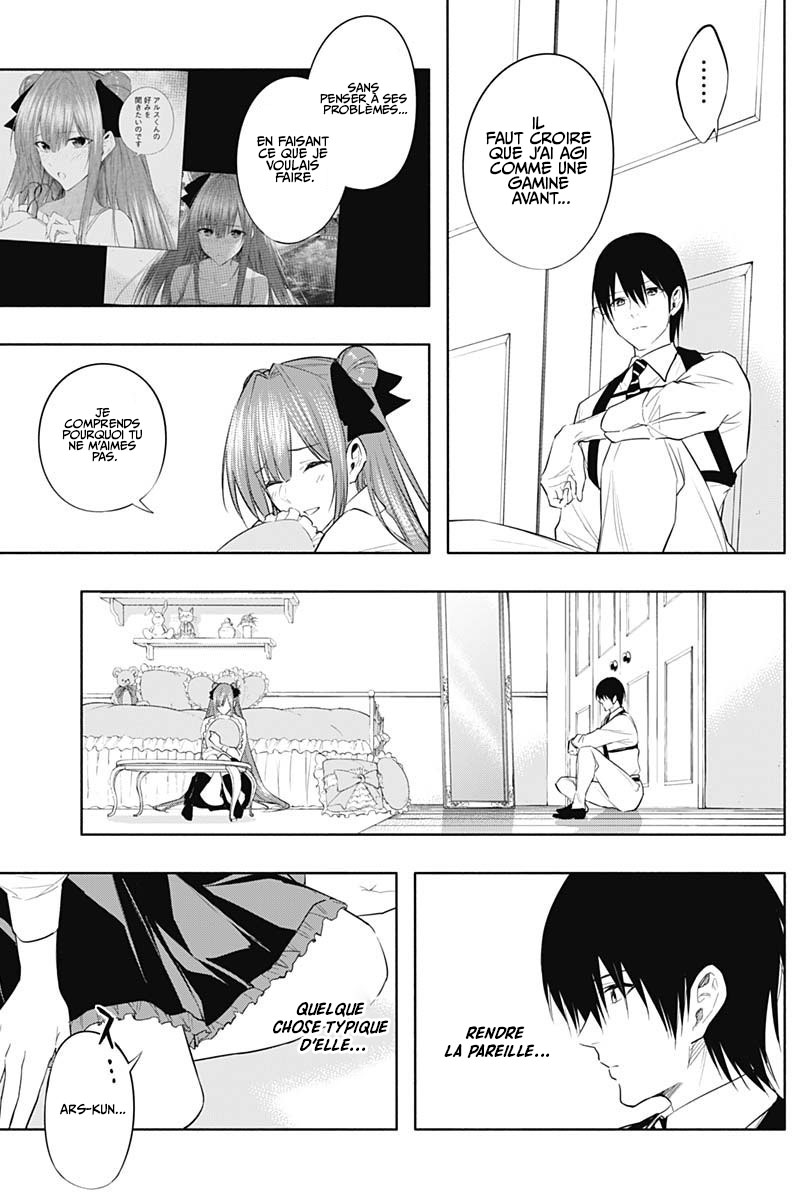 ......
IL
FAUT CROIRE
QUE J'AI AGI
COMME UNE
GAMINE
AVANT...
SANS
PENSER À SES
PROBLÈMES...
EN FAISANT
CE QUE JE
VOULAIS
FAIRE.
アルスくんの
好みを
聞きたいのです
JE
COMPRENDS
POURQUOI TU
NE M'AIMES
PAS.
RENDRE
LA PAREILLE...
QUELQUE
CHOSE TYPIQUE
D'ELLE...
ARS-KUN...